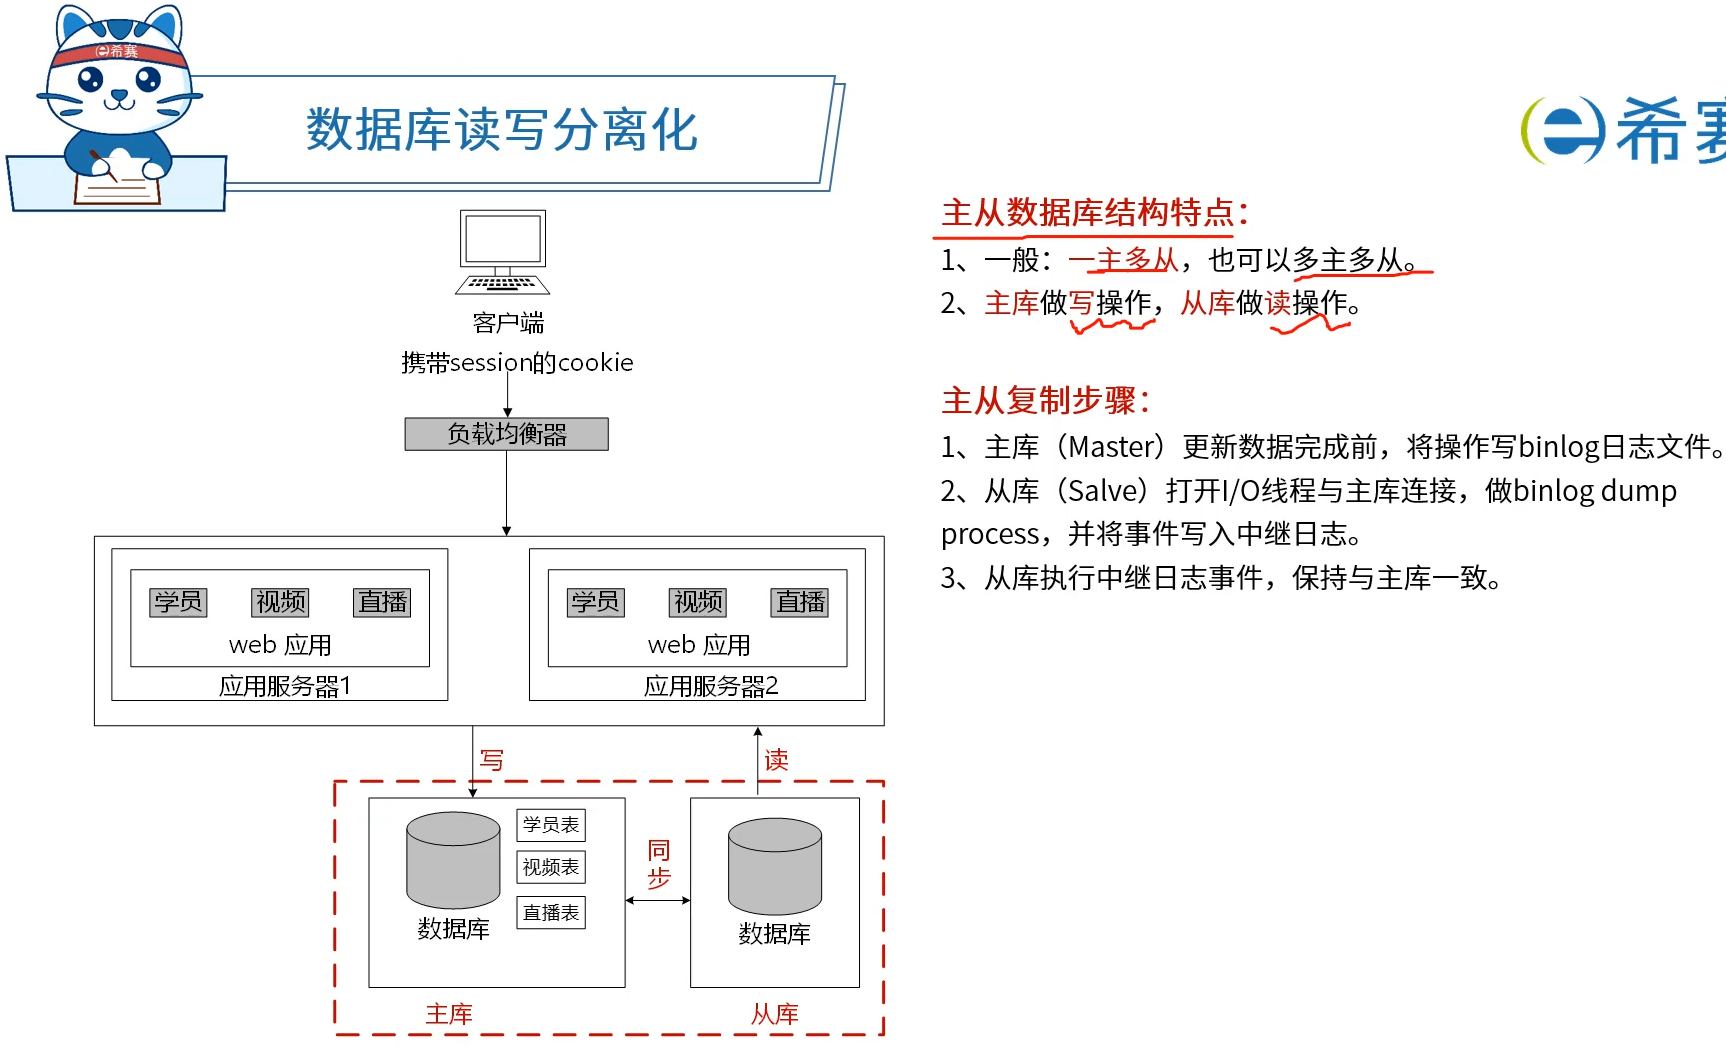 e希赛
数据库读写分离化
e希赛
客户端
携带session的cookie
负载均衡器
学员 视频 直播
web 应用
应用服务器1
学员 视频 直播
web 应用
应用服务器2
写
读
学员表
视频表
直播表
数据库
同步
数据库
主库
从库
主从数据库结构特点：
1、一般：一主多从，也可以多主多从。
2、主库做写操作，从库做读操作。
主从复制步骤：
1、主库（Master）更新数据完成前，将操作写binlog日志文件。
2、从库（Salve）打开I/O线程与主库连接，做binlog dump
process，并将事件写入中继日志。
3、从库执行中继日志事件，保持与主库一致。